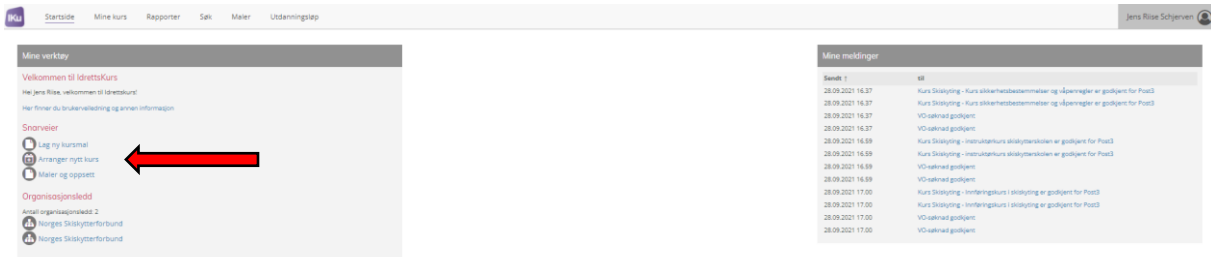 IKU Startside Mine kurs Rapporter Søk Maler Utdanningsløp Jens Riise Schjerven
Mine verktøy
Velkommen til IdrettsKurs
Hei Jens Riise, velkommen til Idrettskurs!
Her finner du brukerveiledning og annen informasjon
Snarveier
Lag ny kursmal
Arranger nytt kurs
Maler og oppsett
Organisasjonsledd
Antall organisasjonsledd: 2
Norges Skiskytterforbund
Norges Skiskytterforbund
Mine meldinger
Sendt ↑ till
28.09.2021 16.37 Kurs Skiskyting - Kurs sikkerhetsbestemmelser og våpenregler er godkjent for Post3
28.09.2021 16.37 Kurs Skiskyting - Kurs sikkerhetsbestemmelser og våpenregler er godkjent for Post3
28.09.2021 16.37 VO-søknad godkjent
28.09.2021 16.37 VO-søknad godkjent
28.09.2021 16.59 Kurs Skiskyting - Instruktørkurs skiskytterskolen er godkjent for Post3
28.09.2021 16.59 Kurs Skiskyting - Instruktørkurs skiskytterskolen er godkjent for Post3
28.09.2021 16.59 VO-søknad godkjent
28.09.2021 16.59 VO-søknad godkjent
28.09.2021 17.00 Kurs Skiskyting - Innføringskurs i skiskyting er godkjent for Post3
28.09.2021 17.00 Kurs Skiskyting - Innføringskurs i skiskyting er godkjent for Post3
28.09.2021 17.00 VO-søknad godkjent
28.09.2021 17.00 VO-søknad godkjent